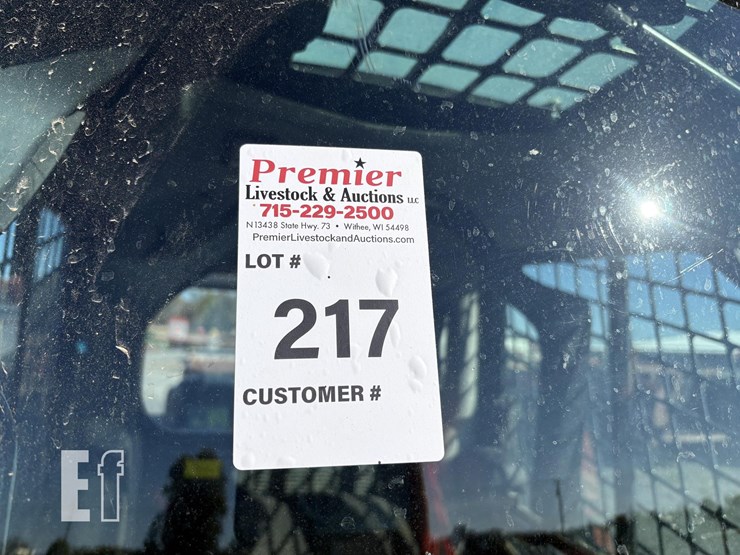 Premier
Livestock & Auctions LLC
715-229-2500
N13438 State Hwy. 73 • Withee, WI 54498
PremierLivestockandAuctions.com
LOT #
217
CUSTOMER #
Ef